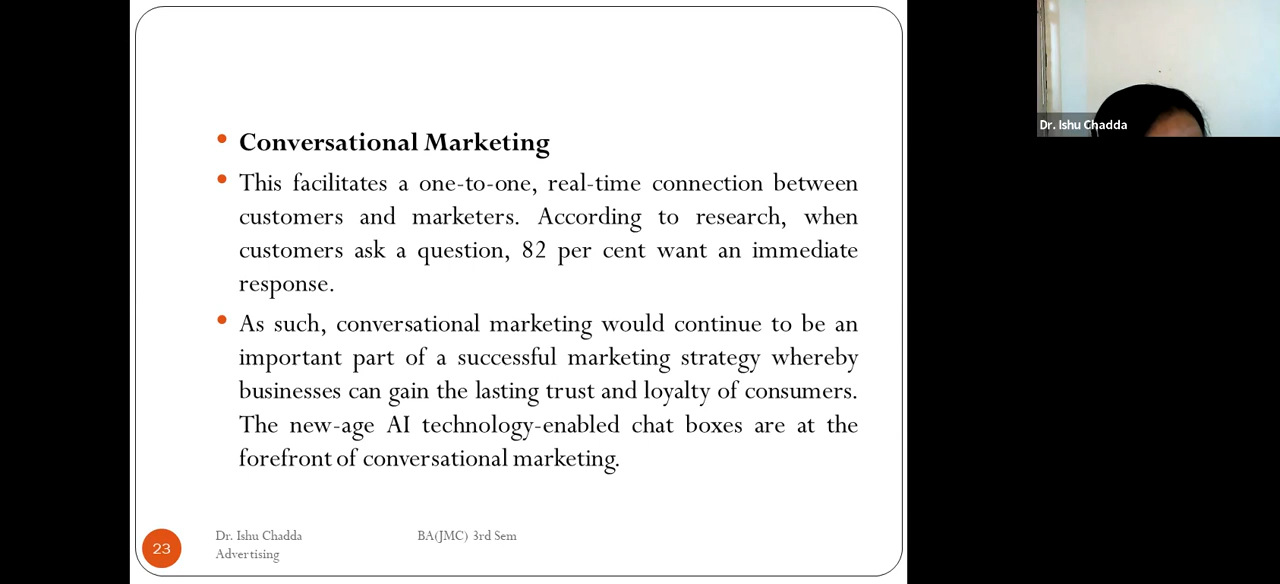 Conversational Marketing
This facilitates a one-to-one, real-time connection between
customers and marketers. According to research, when
customers ask a question, 82 per cent want an immediate
response.
As such, conversational marketing would continue to be an
important part of a successful marketing strategy whereby
businesses can gain the lasting trust and loyalty of consumers.
The new-age AI technology-enabled chat boxes are at the
forefront of conversational marketing.
23
Dr. Ishu Chadda
Advertising
BA(JMC) 3rd Sem
Dr. Ishu Chadda